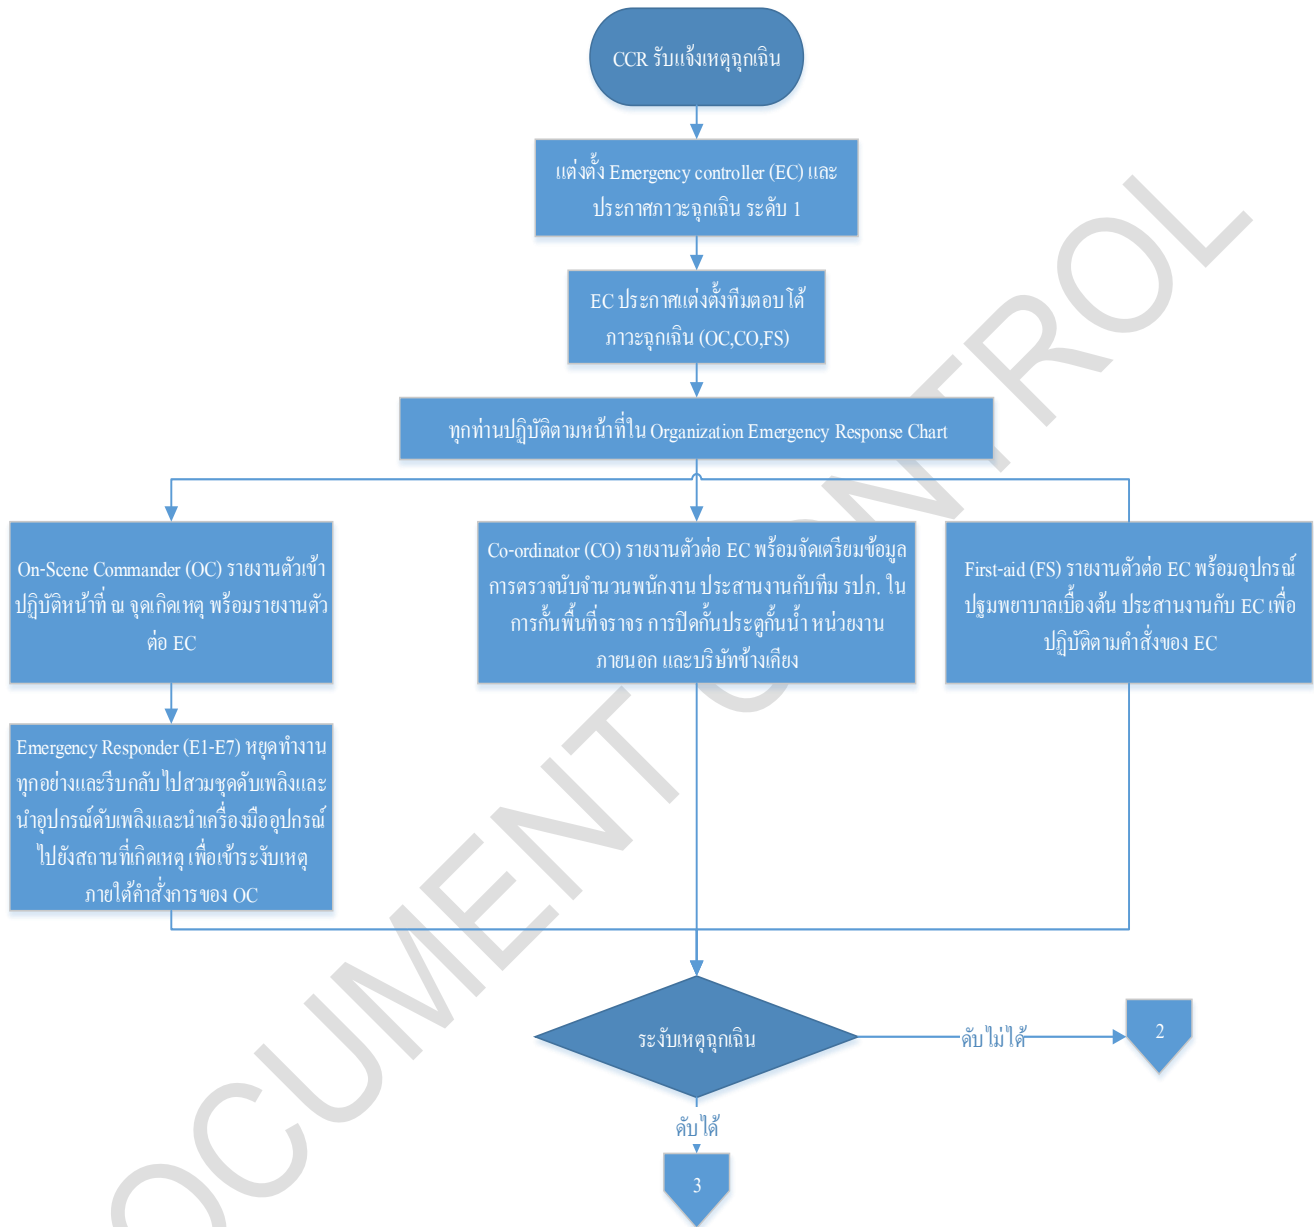 CCR รับแจ้งเหตุฉุกเฉิน
แต่งตั้ง Emergency controller (EC) และ
ประกาศภาวะฉุกเฉิน ระดับ 1
EC ประกาศแต่งตั้งทีมตอบโต้
ภาวะฉุกเฉิน (OC,CO,FS)
ทุกท่านปฏิบัติตามหน้าที่ใน Organization Emergency Response Chart
On-Scene Commander (OC) รายงานตัวเข้า
ปฏิบัติหน้าที่ ณ จุดเกิดเหตุ พร้อมรายงานตัว
ต่อ EC
Co-ordinator (CO) รายงานตัวต่อ EC พร้อมจัดเตรียมข้อมูล
การตรวจนับจำนวนพนักงาน ประสานงานกับทีม รปภ. ใน
การกั้นพื้นที่จราจร การปิดกั้นประตูกั้นน้ำ หน่วยงาน
ภายนอก และบริษัทข้างเคียง
First-aid (FS) รายงานตัวต่อ EC พร้อมอุปกรณ์
ปฐมพยาบาลเบื้องต้น ประสานงานกับ EC เพื่อ
ปฏิบัติตามคำสั่งของ EC
Emergency Responder (E1-E7) หยุดทำงาน
ทุกอย่างและรีบกลับไปสวมชุดดับเพลิงและ
นำอุปกรณ์ดับเพลิงและนำเครื่องมืออุปกรณ์
ไปยังสถานที่เกิดเหตุ เพื่อเข้าระงับเหตุ
ภายใต้คำสั่งการของ OC
ระงับเหตุฉุกเฉิน
ดับไม่ได้
2
ดับได้
3
OCUMENT CONTROL